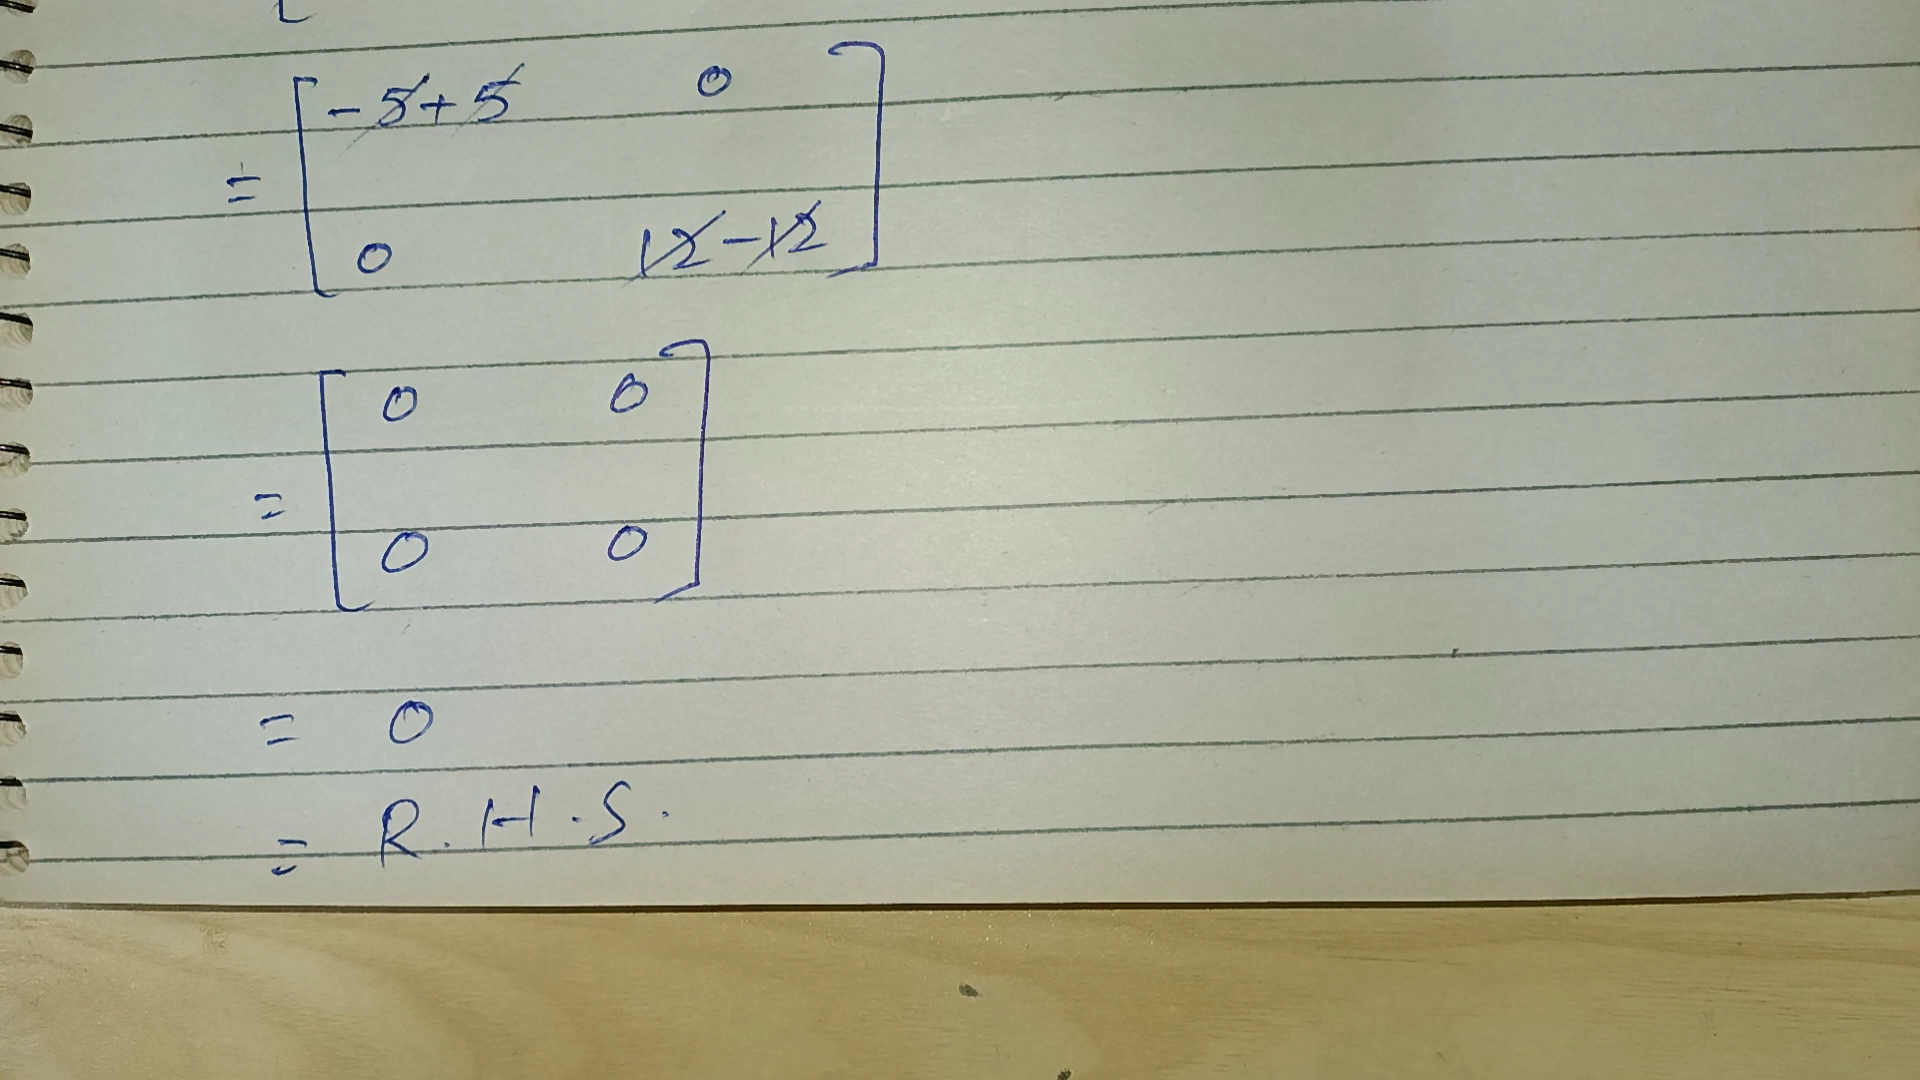 = [ -5+5 0
0 12-12 ]
= [ 0 0
0 0 ]
= 0
= R.H.S.